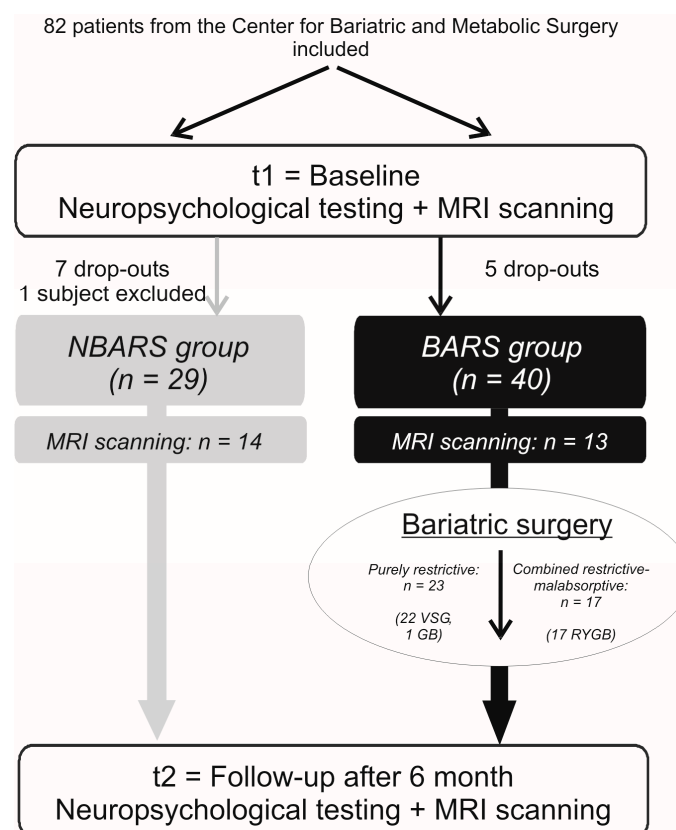 82 patients from the Center for Bariatric and Metabolic Surgery
included
t1 = Baseline
Neuropsychological testing + MRI scanning
7 drop-outs
1 subject excluded
5 drop-outs
NBARS group
(n = 29)
BARS group
(n = 40)
MRI scanning: n = 14
MRI scanning: n = 13
Bariatric surgery
Purely restrictive:
n = 23
(22 VSG,
1 GB)
Combined restrictive-
malabsorptive:
n = 17
(17 RYGB)
t2 = Follow-up after 6 month
Neuropsychological testing + MRI scanning